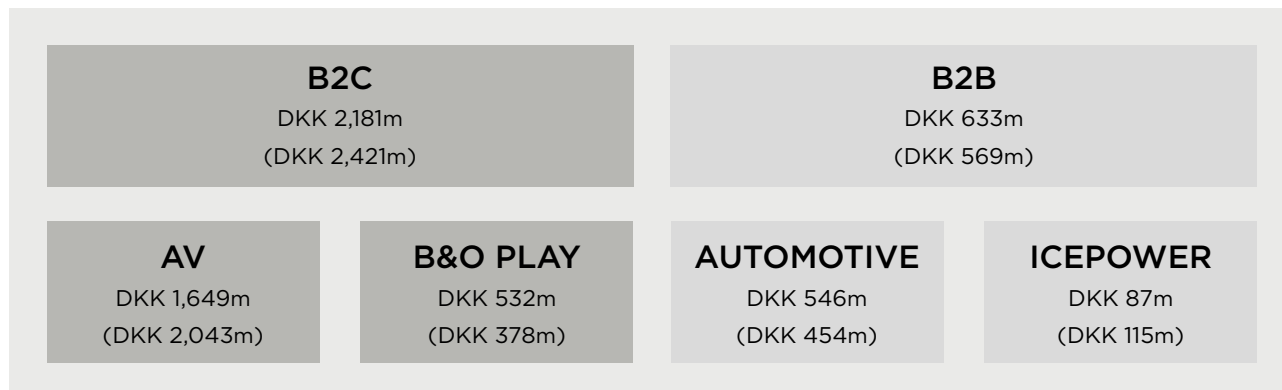 B2C
DKK 2,181m
(DKK 2,421m)
B2B
DKK 633m
(DKK 569m)
AV
DKK 1,649m
(DKK 2,043m)
B&O PLAY
DKK 532m
(DKK 378m)
AUTOMOTIVE
DKK 546m
(DKK 454m)
ICEPOWER
DKK 87m
(DKK 115m)